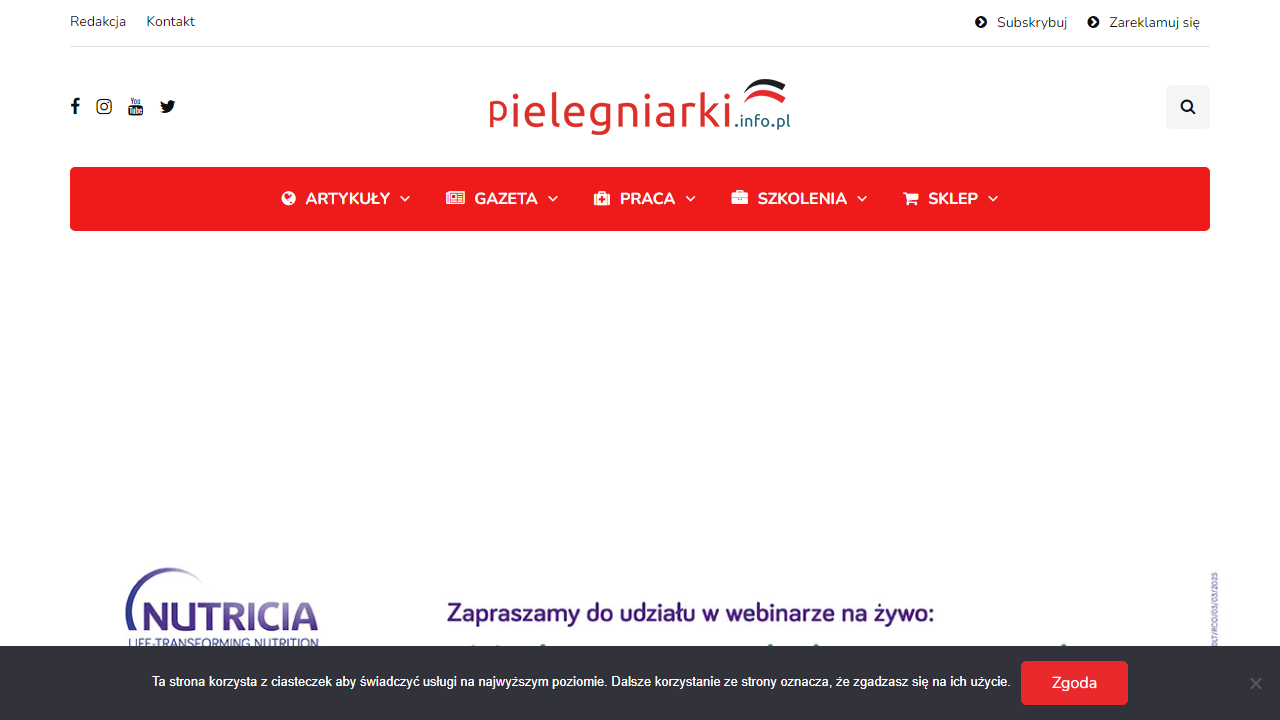 Redakcja Kontakt
Subskrybuj Zareklamuj się
pielegniarki.info.pl
ARTYKUŁY GAZETA PRACA SZKOLENIA SKLEP
NUTRICIA
LIFE-TRANSFORMING NUTRITION
Zapraszamy do udziału w webinarze na żywo:
Ta strona korzysta z ciasteczek aby świadczyć usługi na najwyższym poziomie. Dalsze korzystanie ze strony oznacza, że zgadzasz się na ich użycie.
Zgoda